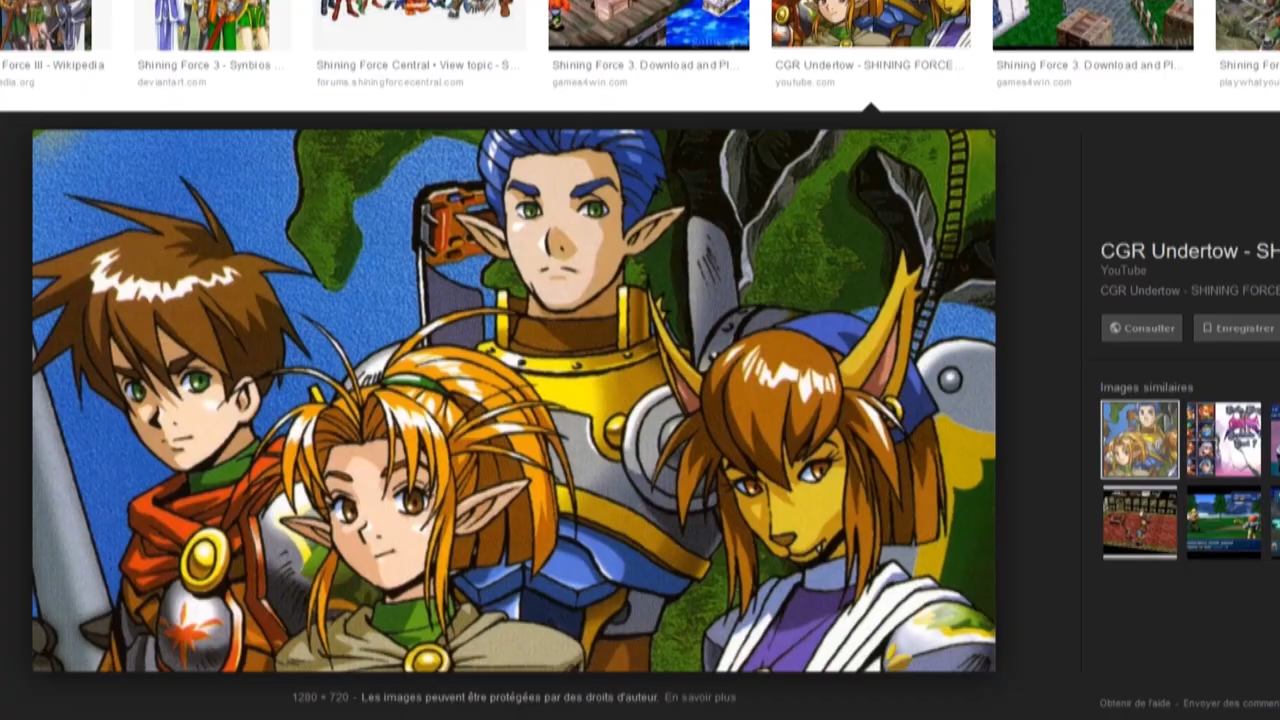 Force III - Wikipedia
Shining Force 3 - Synbios ...
Shining Force Central • View topic - S...
Shining Force 3. Download and Pl...
CGR Undertow - SHINING FORCE...
Shining Force 3. Download and Pl...
Shining For
edia.org
deviantart.com
forums.shiningforcecentral.com
games4win.com
youtube.com
games4win.com
playwhatyou
CGR Undertow - SH
YouTube
CGR Undertow - SHINING FORCE
Consulter
Enregistrer
Images similaires
1280 × 720 - Les images peuvent être protégées par des droits d'auteur. En savoir plus
Obtenir de l'aide - Envoyer des commen